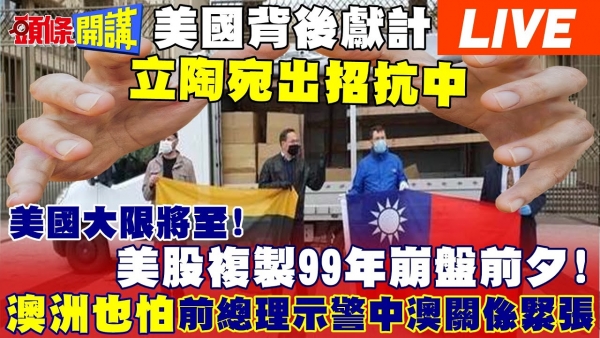 頭條開講
美國背後獻計
LIVE
立陶宛出招抗中
美國大限將至!
美股複製99年崩盤前夕!
澳洲也怕前總理示警中澳關係緊張